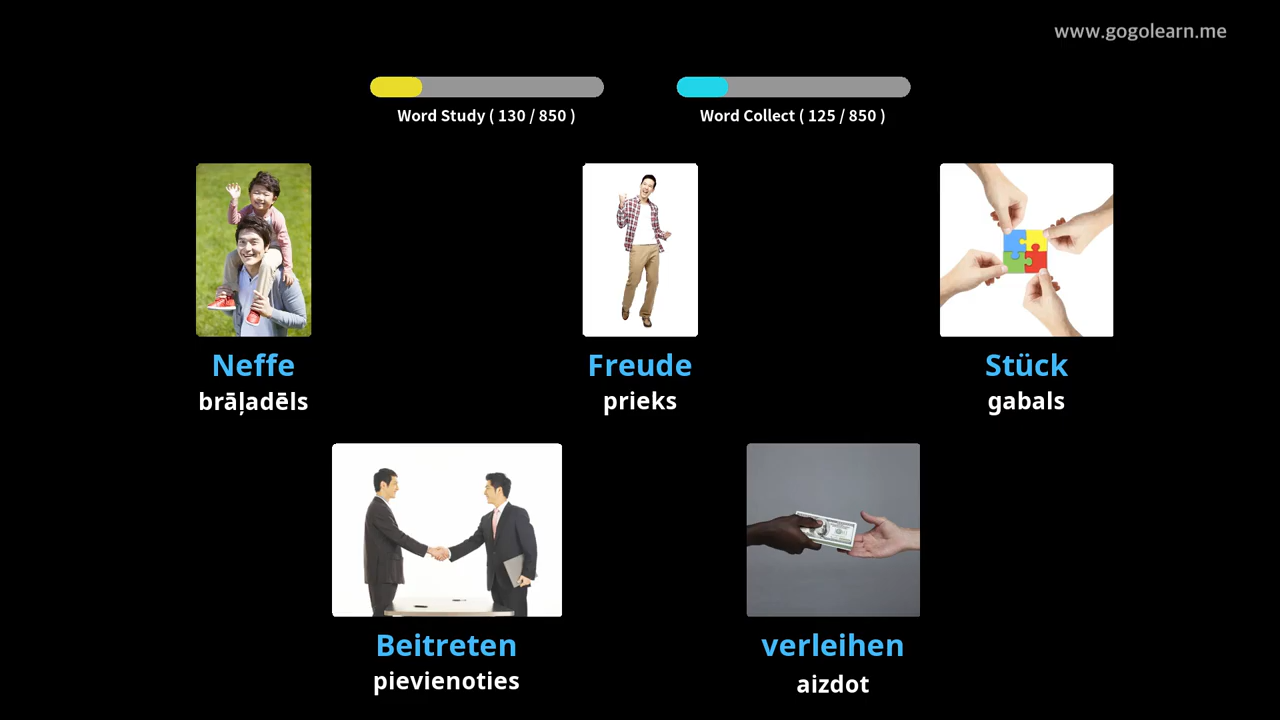 www.gogolearn.me
Word Study ( 130 / 850 )
Word Collect ( 125 / 850 )
Neffe
brāļadēls
Freude
prieks
Stück
gabals
Beitreten
pievienoties
verleihen
aizdot